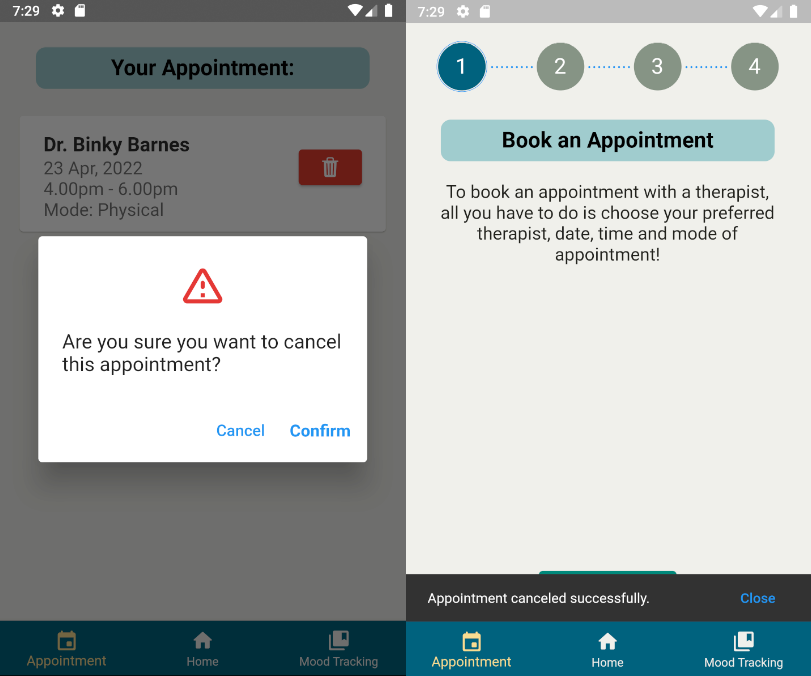 7:29
Your Appointment:
Dr. Binky Barnes
23 Apr, 2022
4.00pm - 6.00pm
Mode: Physical
Are you sure you want to cancel
this appointment?
Cancel Confirm
Appointment Home Mood Tracking
7:29
1 2 3 4
Book an Appointment
To book an appointment with a therapist,
all you have to do is choose your preferred
therapist, date, time and mode of
appointment!
Appointment canceled successfully. Close
Appointment Home Mood Tracking